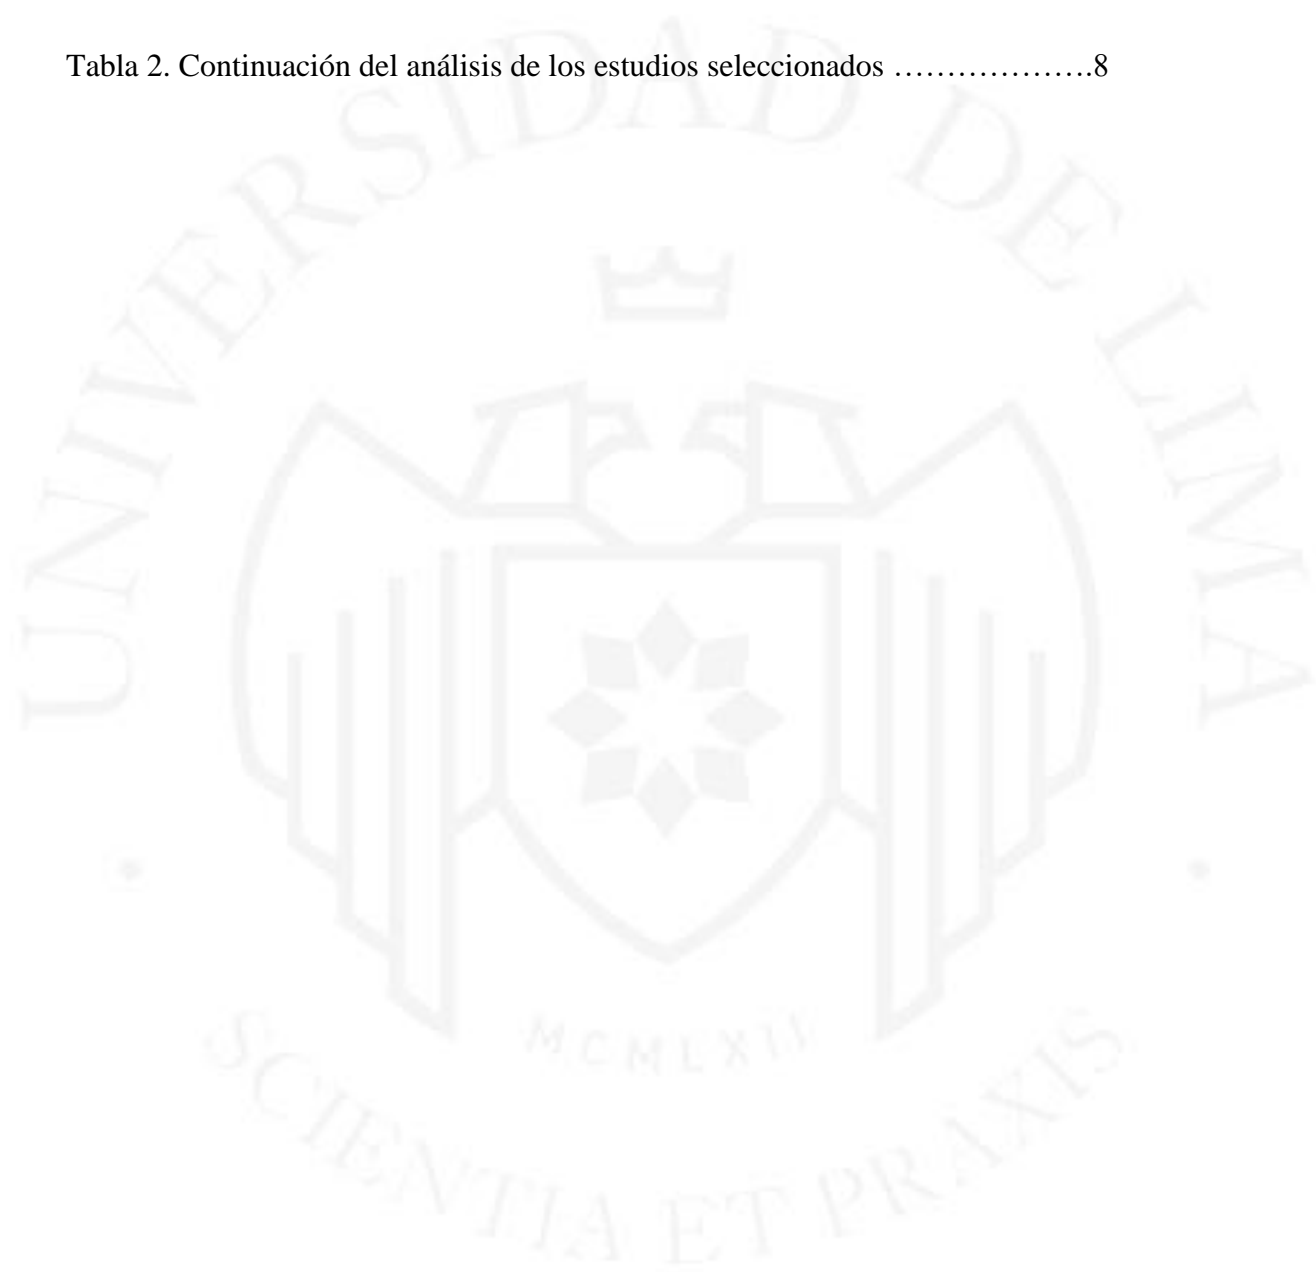 Tabla 2. Continuación del análisis de los estudios seleccionados ……………….8
UNIVERSIDAD DE LIMA
MCMLXII
SCIENTIA ET PRAXIS